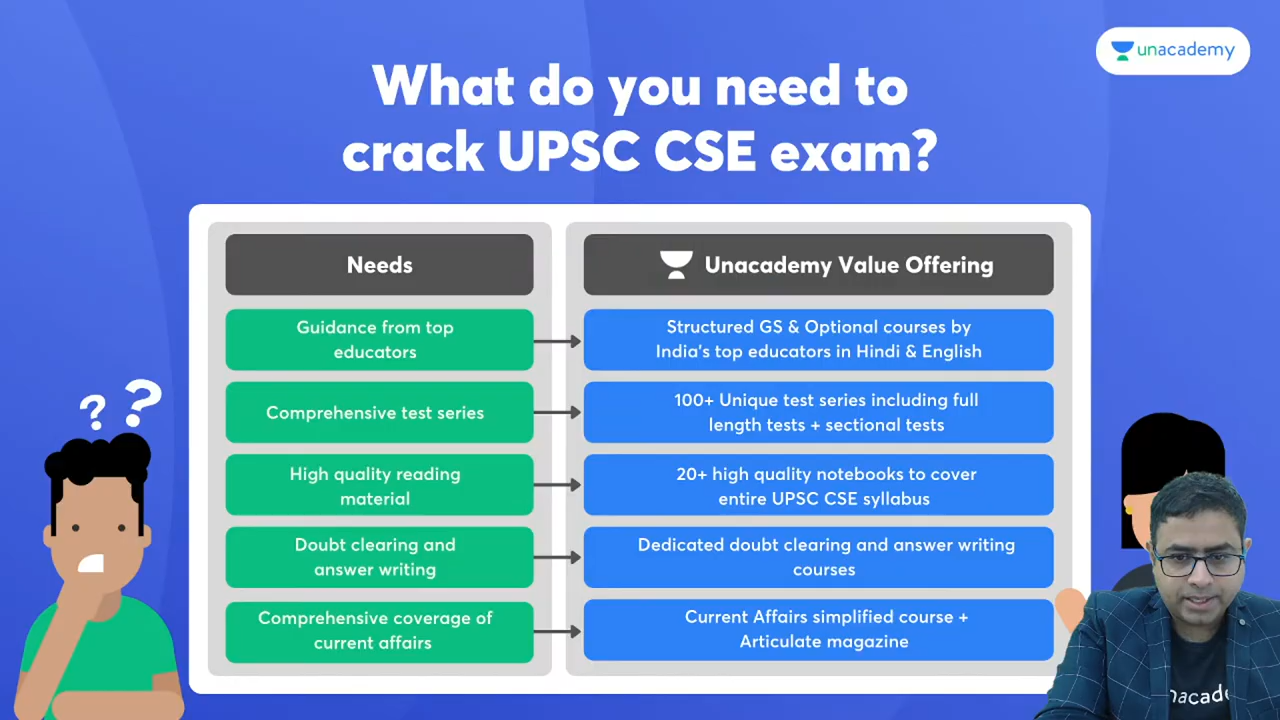 unacademy
What do you need to
crack UPSC CSE exam?
Needs
Unacademy Value Offering
Guidance from top
educators
Structured GS & Optional courses by
India's top educators in Hindi & English
Comprehensive test series
100+ Unique test series including full
length tests + sectional tests
High quality reading
material
20+ high quality notebooks to cover
entire UPSC CSE syllabus
Doubt clearing and
answer writing
Dedicated doubt clearing and answer writing
courses
Comprehensive coverage of
current affairs
Current Affairs simplified course +
Articulate magazine
? ?